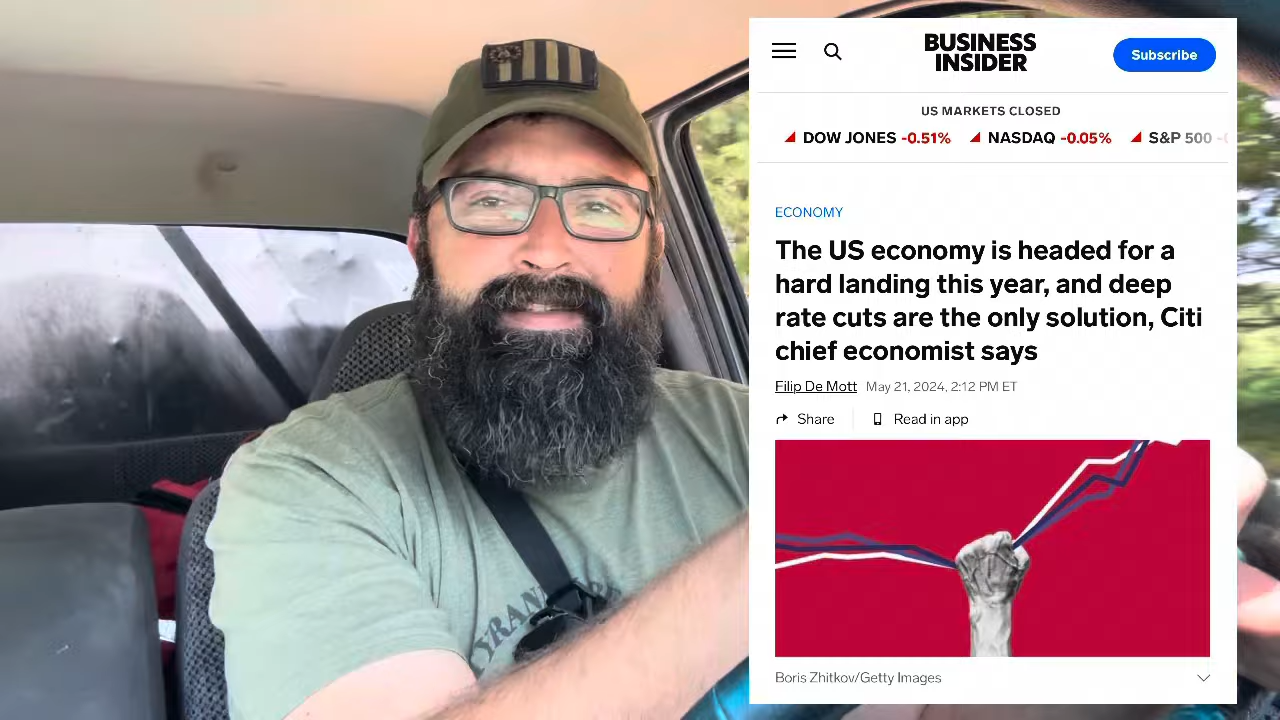 BUSINESS
INSIDER
Subscribe
US MARKETS CLOSED
DOW JONES -0.51% NASDAQ -0.05% S&P 500
ECONOMY
The US economy is headed for a
hard landing this year, and deep
rate cuts are the only solution, Citi
chief economist says
Filip De Mott May 21, 2024, 2:12 PM ET
Share Read in app
Boris Zhitkov/Getty Images